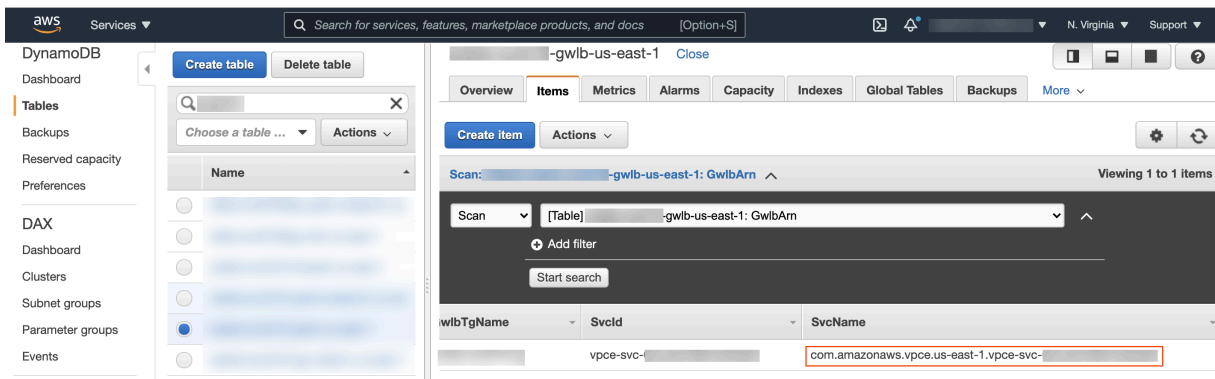 aws Services ▼ Search for services, features, marketplace products, and docs [Option+S] N. Virginia ▼ Support ▼
DynamoDB
Dashboard
Tables
Backups
Reserved capacity
Preferences
DAX
Dashboard
Clusters
Subnet groups
Parameter groups
Events
Create table Delete table
Choose a table ... Actions
Name
-gwlb-us-east-1 Close
Overview Items Metrics Alarms Capacity Indexes Global Tables Backups More
Create item Actions
Scan: -gwlb-us-east-1: GwlbArn Viewing 1 to 1 items
Scan [Table] -gwlb-us-east-1: GwlbArn
Add filter
Start search
wlbTgName SvcId SvcName
vpce-svc- com.amazonaws.vpce.us-east-1.vpce-svc-